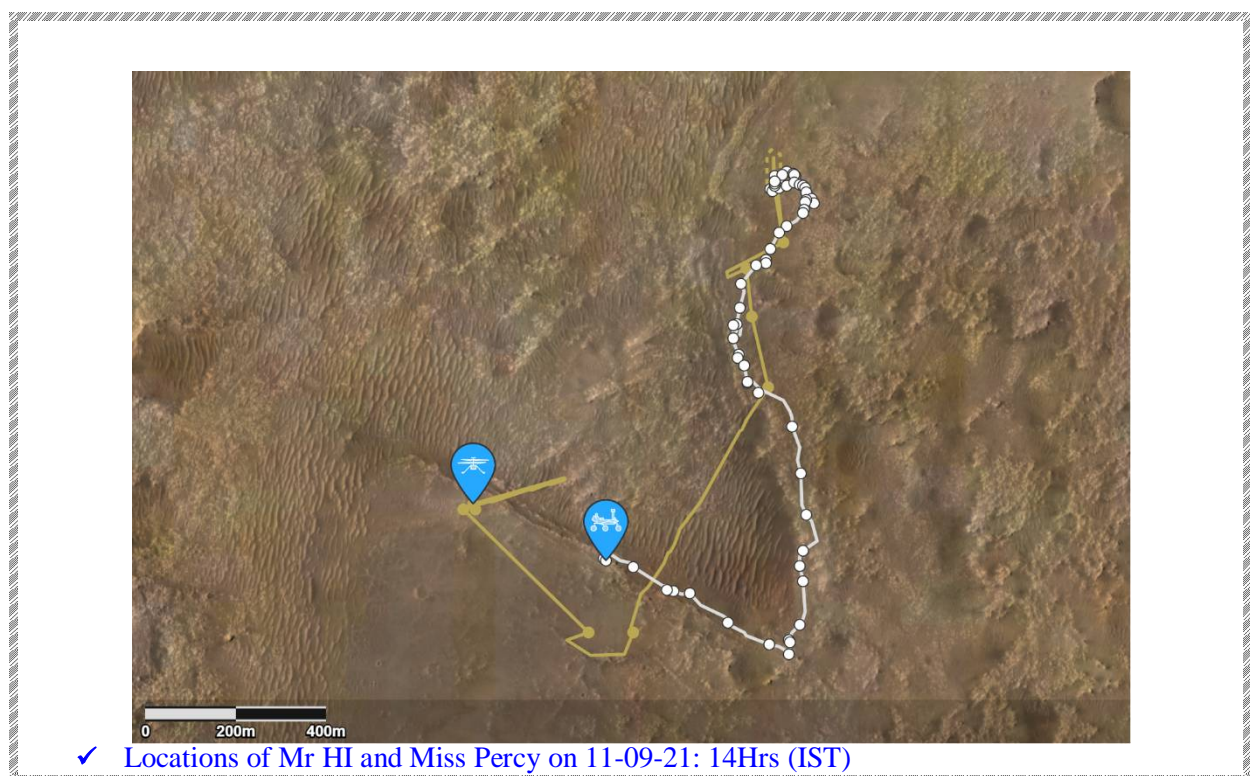 0 200m 400m
✓ Locations of Mr HI and Miss Percy on 11-09-21: 14Hrs (IST)